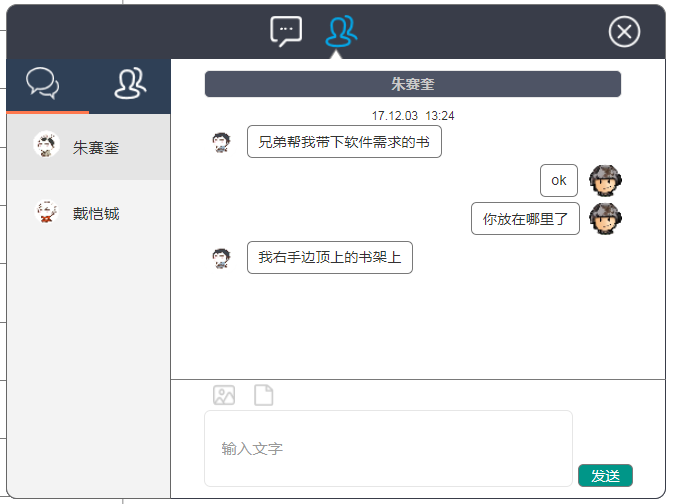 朱赛奎
朱赛奎
戴恺铖
17.12.03 13:24
兄弟帮我带下软件需求的书
ok
你放在哪里了
我右手边顶上的书架上
输入文字
发送